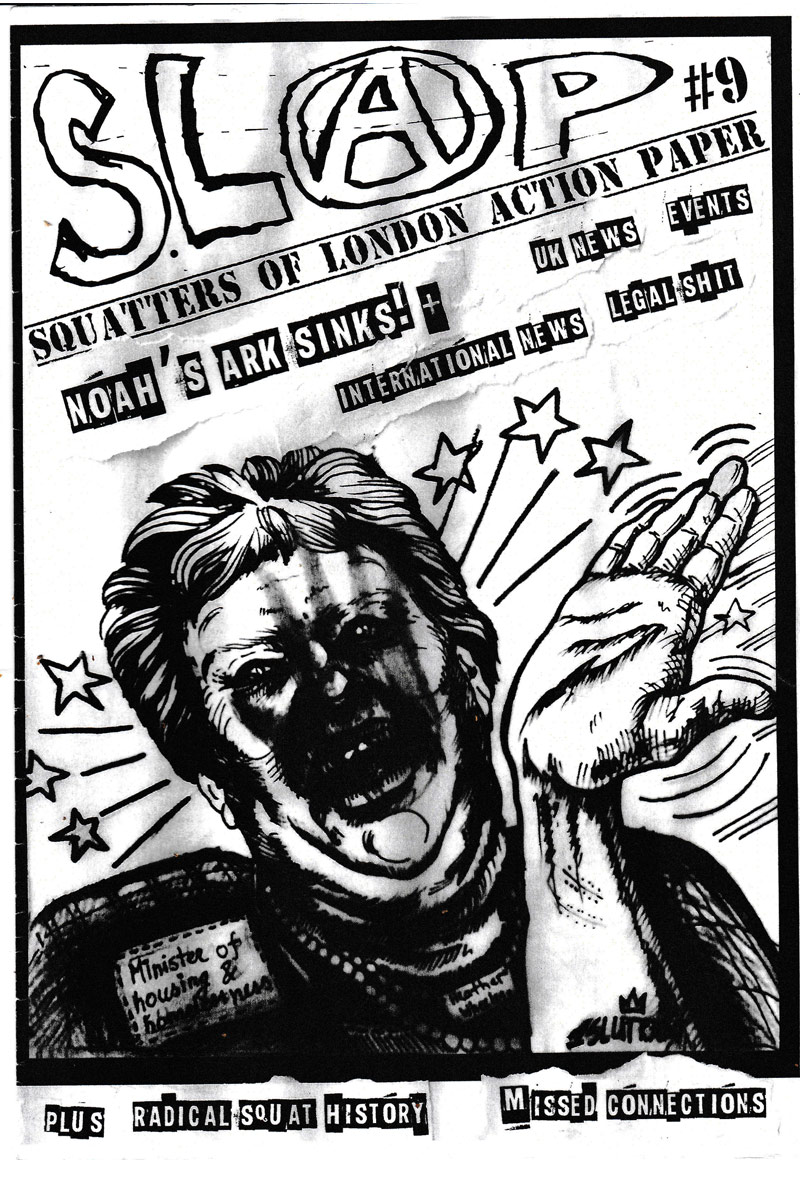 S.LAP #9
SQUATTERS OF LONDON ACTION PAPER
UK NEWS EVENTS
NOAH'S ARK SINKS! +
INTERNATIONAL NEWS LEGAL SHIT
Minister of
housing &
PLUS RADICAL SQUAT HISTORY MISSED CONNECTIONS